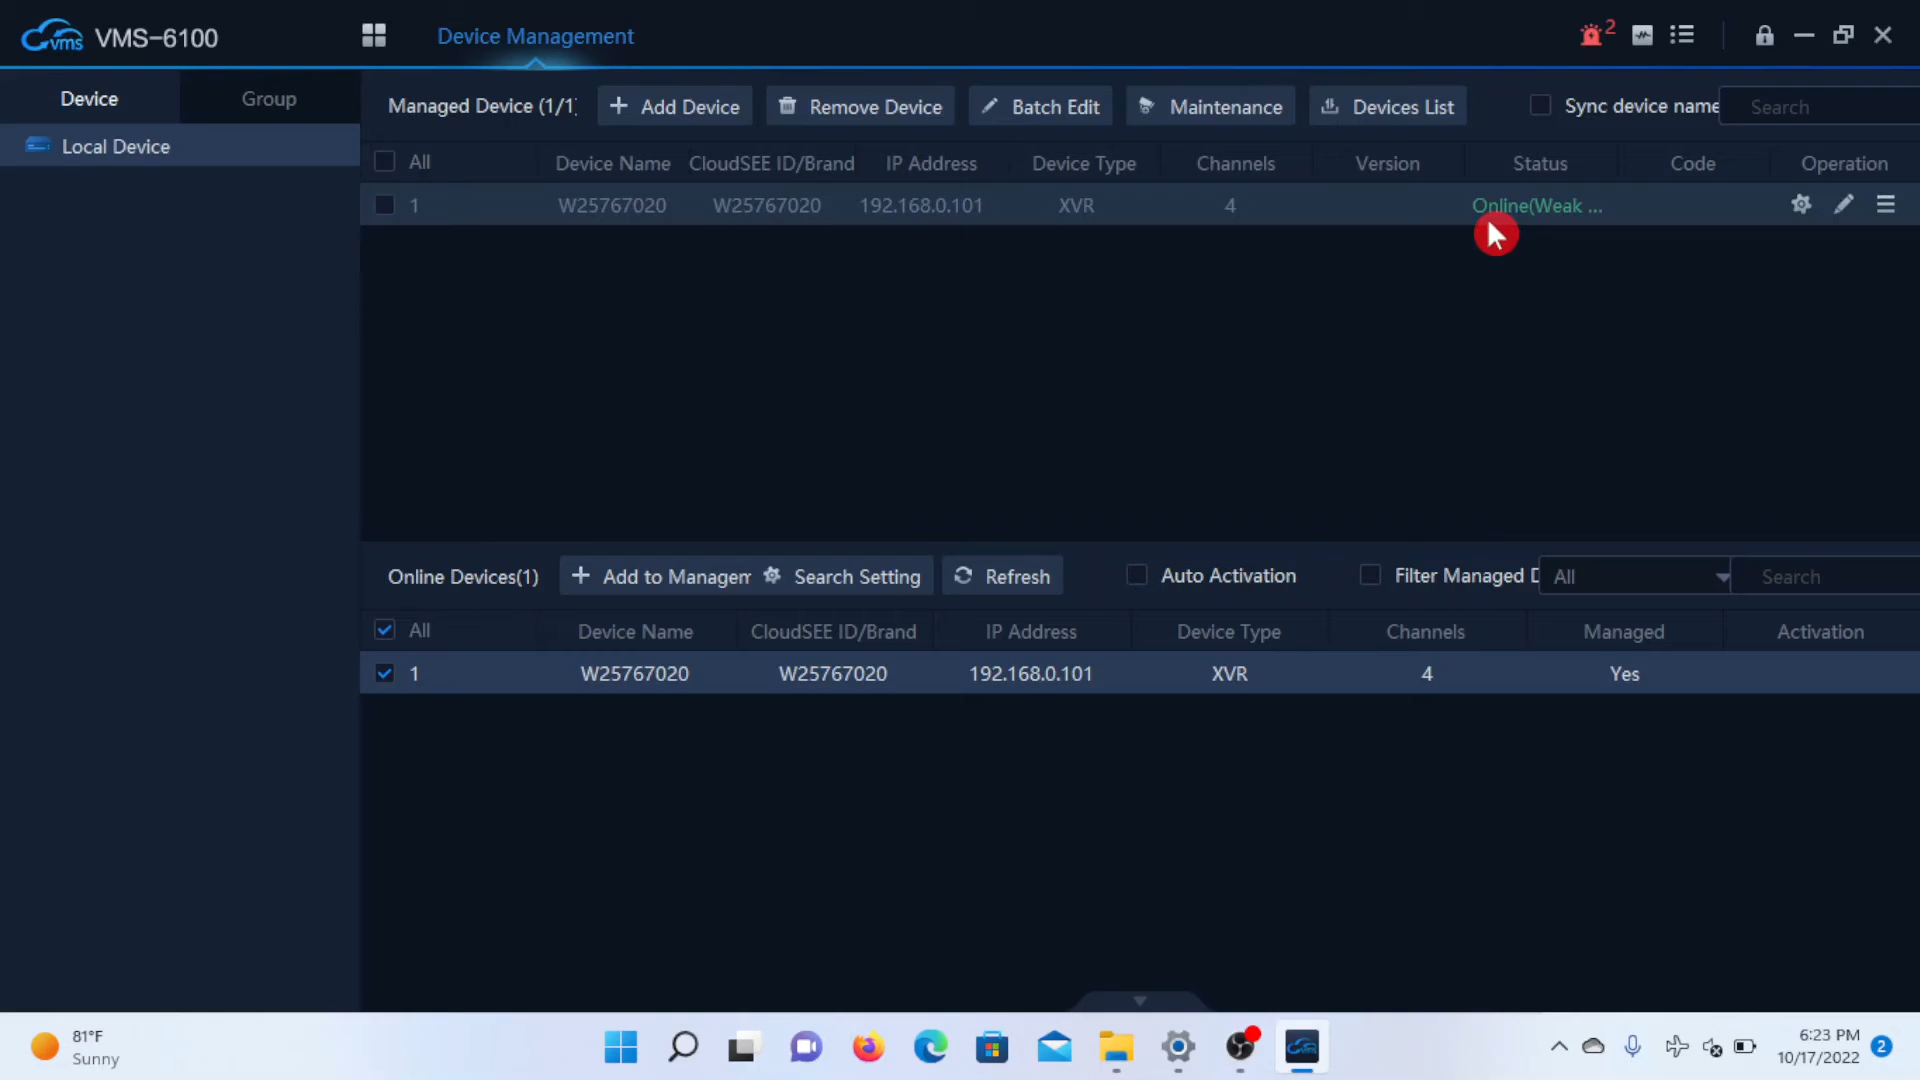 vms VMS-6100 Device Management 2
Device Group Managed Device (1/1) Add Device Remove Device Batch Edit Maintenance Devices List Sync device name Search
Local Device
All Device Name CloudSEE ID/Brand IP Address Device Type Channels Version Status Code Operation
1 W25767020 W25767020 192.168.0.101 XVR 4 Online(Weak ...
Online Devices(1) Add to Managem Search Setting Refresh Auto Activation Filter Managed D All Search
All Device Name CloudSEE ID/Brand IP Address Device Type Channels Managed Activation
1 W25767020 W25767020 192.168.0.101 XVR 4 Yes
81°F
Sunny
6:23 PM
10/17/2022 2